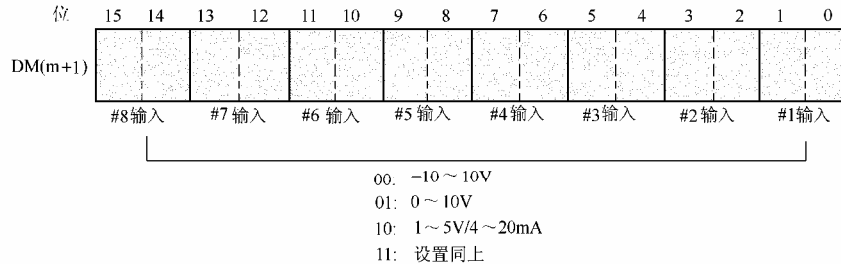 位 15 14 13 12 11 10 9 8 7 6 5 4 3 2 1 0
DM(m+1)
#8输入 #7输入 #6输入 #5输入 #4输入 #3输入 #2输入 #1输入
00: −10～10V
01: 0～10V
10: 1～5V/4～20mA
11: 设置同上